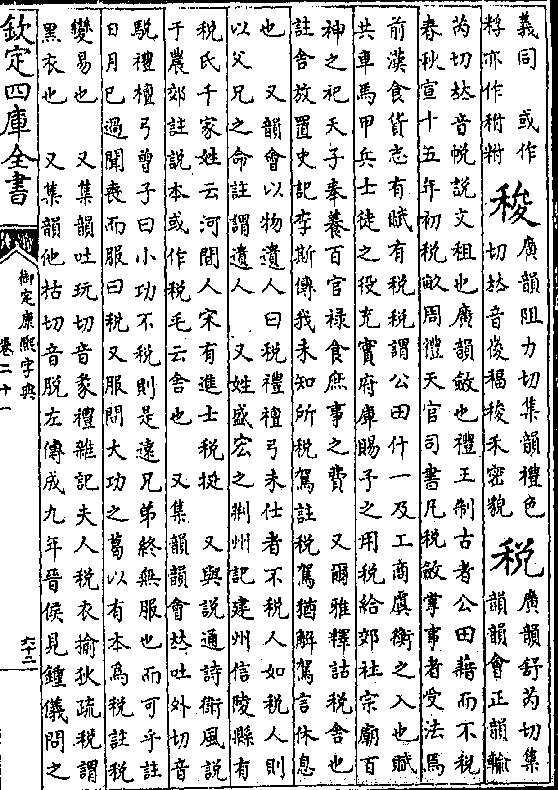 義同　或作
稃亦作
稄廣韻阻力切集韻禮色
切𠀤音㑡稫稄禾密貌
稅廣韻舒芮切集
韻韻會正韻輸
芮切𠀤音帨說文租也廣韻斂也禮王制古者公田藉而不稅
春秋宣十五年初稅畝周禮天官司書凡稅斂掌事者受法焉
前漢食貨志有賦有稅稅謂公田什一及工商虞衡之入也賦
共車馬甲兵士徒之役充實府庫賜予之用稅給郊社宗廟百
神之祀天子奉養百官禄食庶事之費　又爾雅釋詁稅舍也
註舍放置史記李斯傳我未知所稅駕註稅駕猶解駕言休息
也　又韻會以物遺人曰稅禮檀弓未仕者不稅人如稅人則
以父兄之命註謂遺人　又姓盛宏之荆州記建州信陵縣有
稅氏千家姓云河間人宋有進士稅挺　又與說通詩衛風說
于農郊註說本或作稅毛云舍也　又集韻韻會𠀤吐外切音
駾禮檀弓曾子曰小功不稅則是遠兄弟終無服也而可乎註
日月已過聞喪而服曰稅又服問大功之葛以有本為稅註稅
變易也　又集韻吐玩切音彖禮雜記夫人稅衣揄狄疏稅謂
黑衣也　又集韻他括切音脫左傳成九年晉侯見鍾儀問之
欽定四庫全書
御定康熙字典
卷二十一
六十二